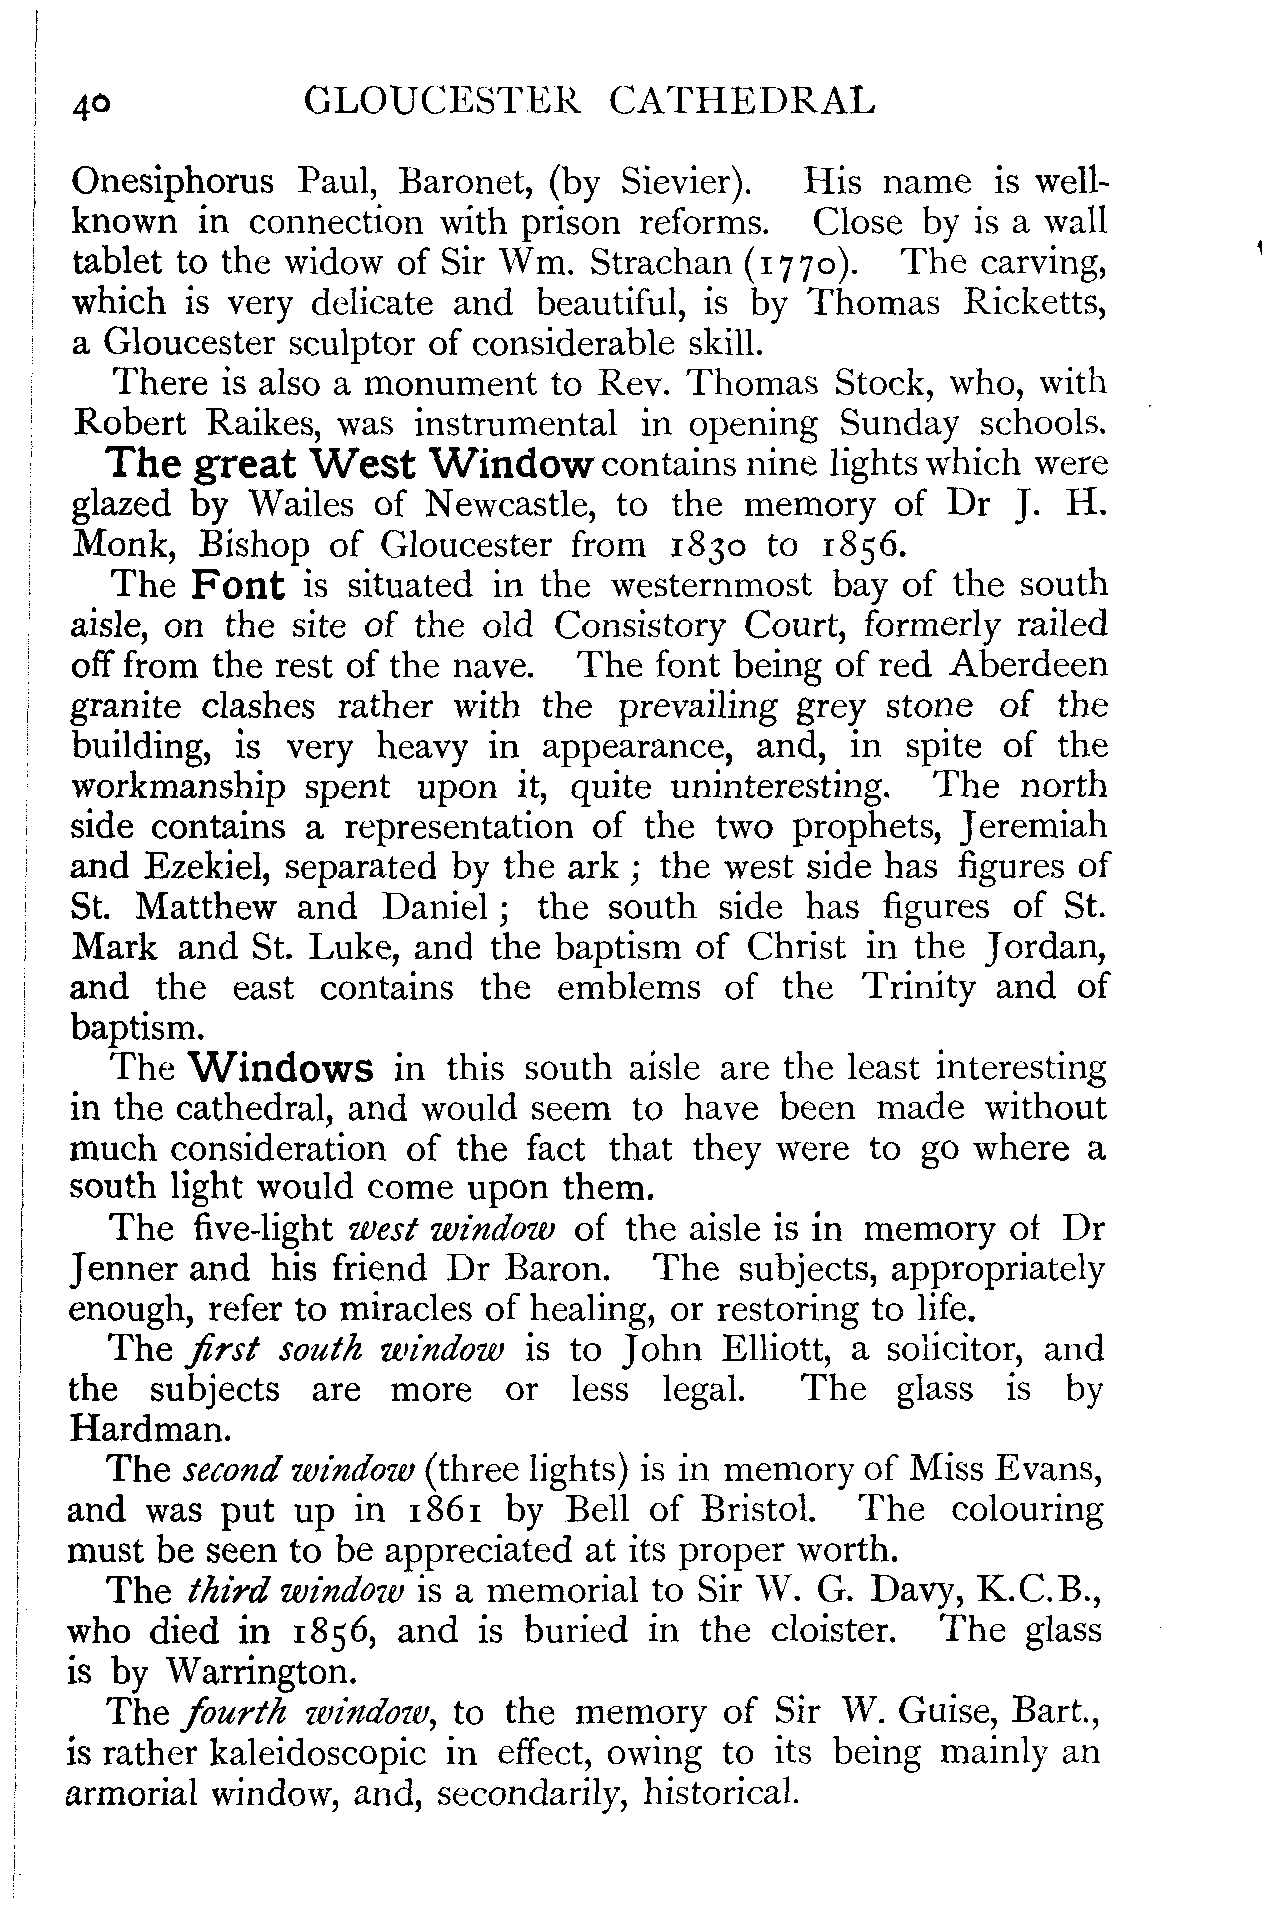 40 GLOUCESTER CATHEDRAL
Onesiphorus Paul, Baronet, (by Sievier). His name is well-
known in connection with prison reforms. Close by is a wall
tablet to the widow of Sir Wm. Strachan (1770). The carving,
which is very delicate and beautiful, is by Thomas Ricketts,
a Gloucester sculptor of considerable skill.
There is also a monument to Rev. Thomas Stock, who, with
Robert Raikes, was instrumental in opening Sunday schools.
The great West Window contains nine lights which were
glazed by Wailes of Newcastle, to the memory of Dr J. H.
Monk, Bishop of Gloucester from 1830 to 1856.
The Font is situated in the westernmost bay of the south
aisle, on the site of the old Consistory Court, formerly railed
off from the rest of the nave. The font being of red Aberdeen
granite clashes rather with the prevailing grey stone of the
building, is very heavy in appearance, and, in spite of the
workmanship spent upon it, quite uninteresting. The north
side contains a representation of the two prophets, Jeremiah
and Ezekiel, separated by the ark ; the west side has figures of
St. Matthew and Daniel ; the south side has figures of St.
Mark and St. Luke, and the baptism of Christ in the Jordan,
and the east contains the emblems of the Trinity and of
baptism.
The Windows in this south aisle are the least interesting
in the cathedral, and would seem to have been made without
much consideration of the fact that they were to go where a
south light would come upon them.
The five-light west window of the aisle is in memory of Dr
Jenner and his friend Dr Baron. The subjects, appropriately
enough, refer to miracles of healing, or restoring to life.
The first south window is to John Elliott, a solicitor, and
the subjects are more or less legal. The glass is by
Hardman.
The second window (three lights) is in memory of Miss Evans,
and was put up in 1861 by Bell of Bristol. The colouring
must be seen to be appreciated at its proper worth.
The third window is a memorial to Sir W. G. Davy, K.C.B.,
who died in 1856, and is buried in the cloister. The glass
is by Warrington.
The fourth window, to the memory of Sir W. Guise, Bart.,
is rather kaleidoscopic in effect, owing to its being mainly an
armorial window, and, secondarily, historical.